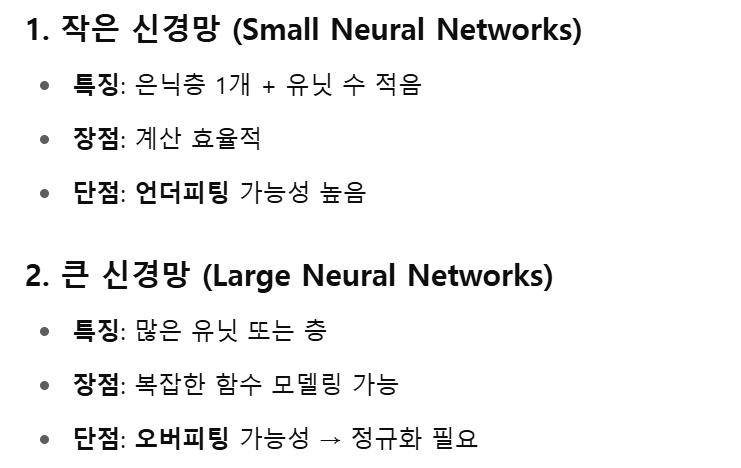 1. 작은 신경망 (Small Neural Networks)
• 특징: 은닉층 1개 + 유닛 수 적음
• 장점: 계산 효율적
• 단점: 언더피팅 가능성 높음
2. 큰 신경망 (Large Neural Networks)
• 특징: 많은 유닛 또는 층
• 장점: 복잡한 함수 모델링 가능
• 단점: 오버피팅 가능성 → 정규화 필요